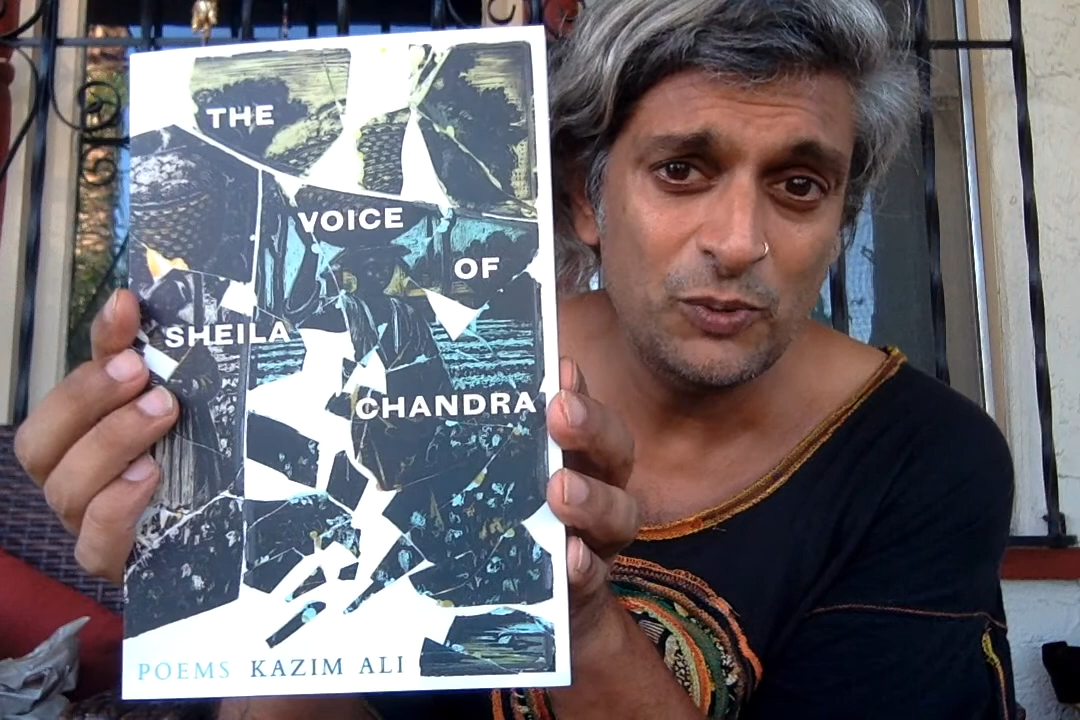 THE
VOICE
OF
SHEILA
CHANDRA
POEMS KAZIM ALI